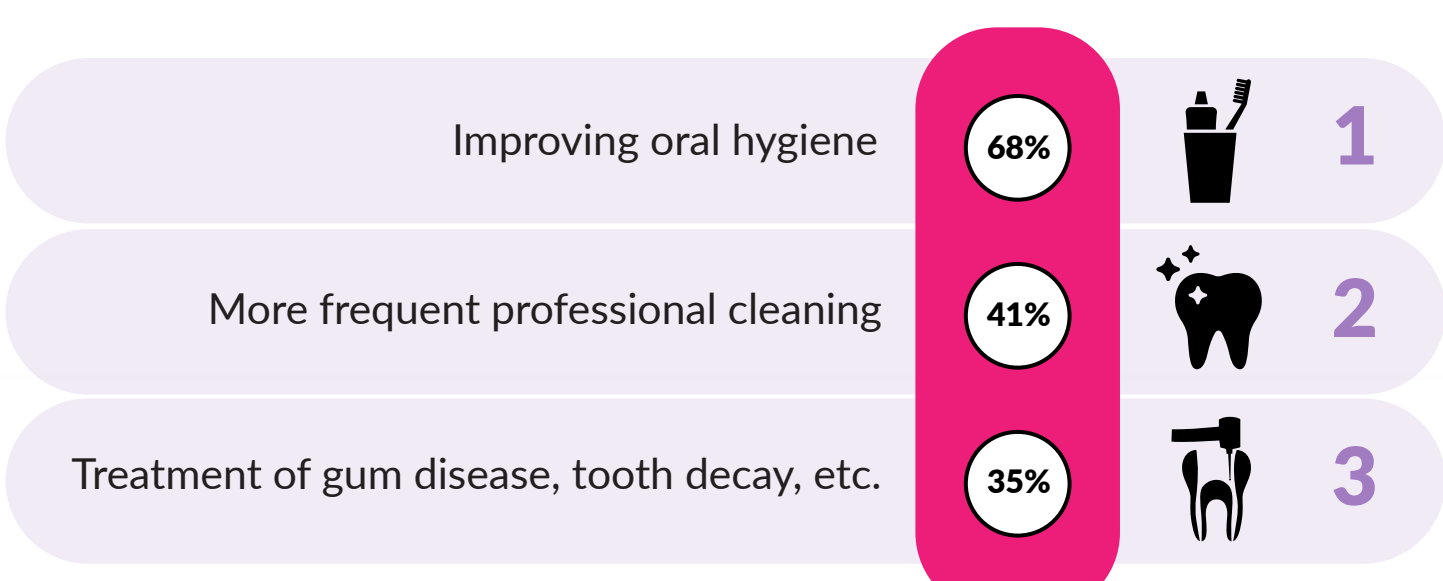 Improving oral hygiene 68% 1
More frequent professional cleaning 41% 2
Treatment of gum disease, tooth decay, etc. 35% 3